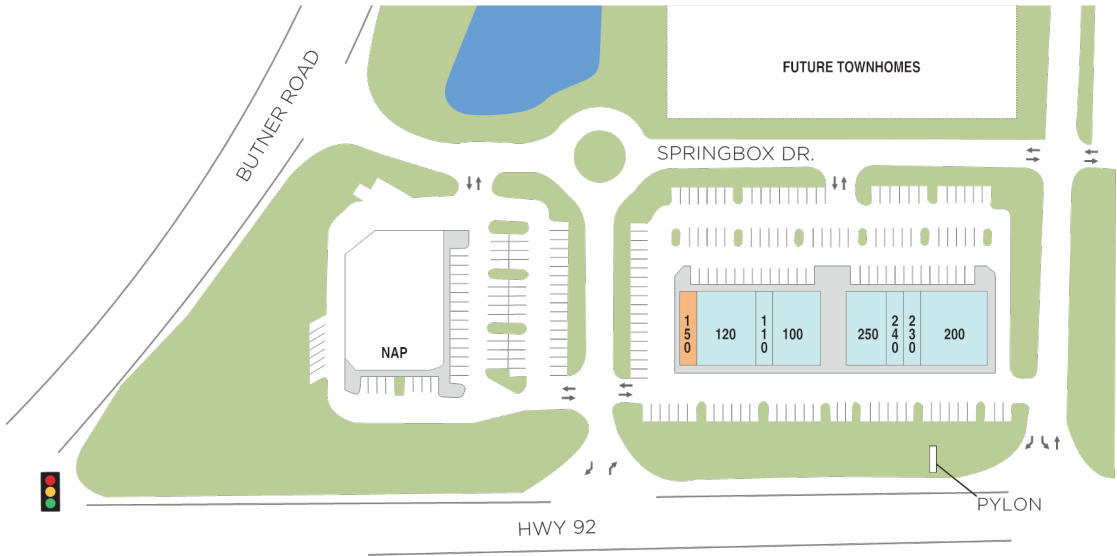 FUTURE TOWNHOMES
BUTNER ROAD
SPRINGBOX DR.
150
120
110
100
250
240
230
200
NAP
PYLON
HWY 92